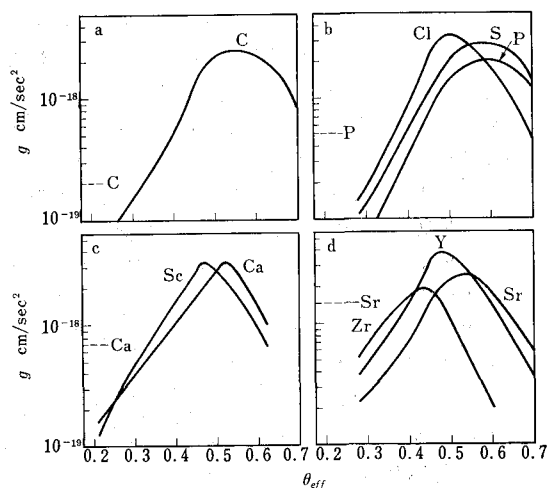 a
C
g cm/sec²
10⁻¹⁸
---C
10⁻¹⁹
b
Cl
S
P
---P
c
Sc
Ca
g cm/sec²
10⁻¹⁸
---Ca
10⁻¹⁹
0.2 0.3 0.4 0.5 0.6 0.7
d
Y
---Sr
Sr
Zr
0.2 0.3 0.4 0.5 0.6 0.7
θeff